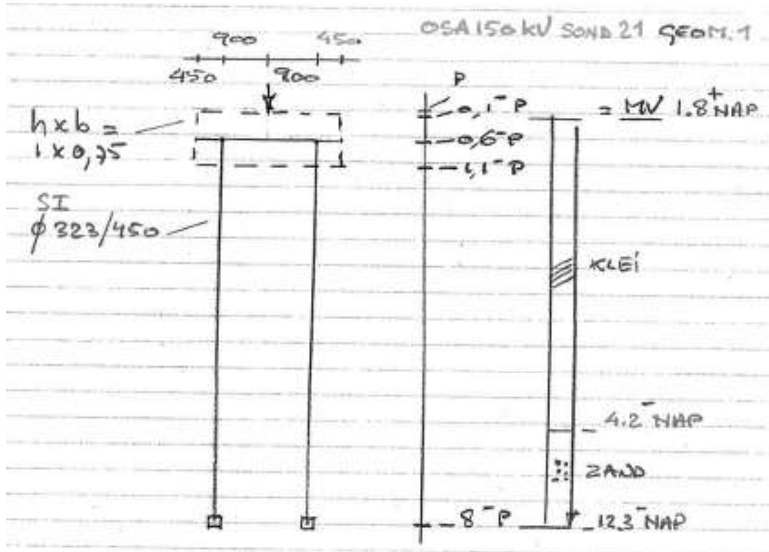 OSA 150 kV SOND 21 GEOM. 1
900 450
450 900
P
0,1⁻P = MV 1.8⁺NAP
h x b =
1 x 0,75
0,6⁻P
1,1⁻P
SI
φ 323/450
KLEI
4.2⁻NAP
ZAND
8⁻P 12.3⁻NAP